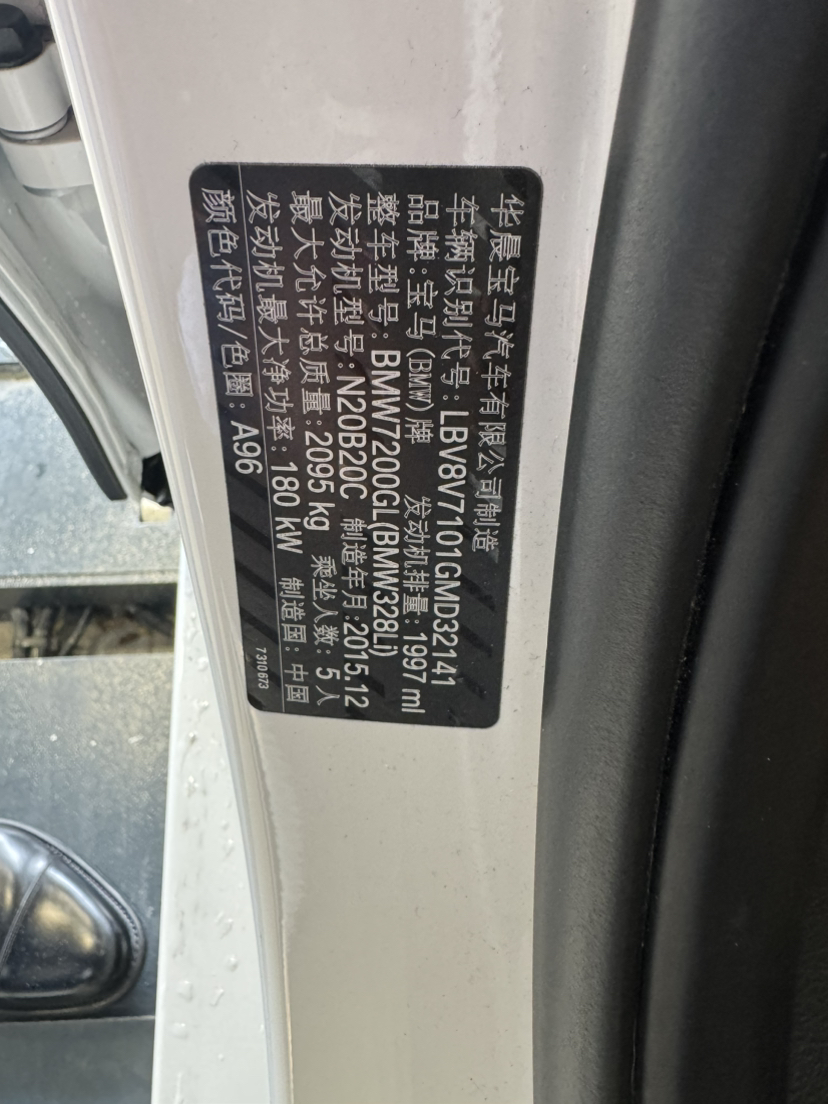 华晨宝马汽车有限公司制造
车辆识别代号: LBV8V7101GMD32141
品牌: 宝马 (BMW) 牌 发动机排量: 1997 ml
整车型号: BMW7200GL(BMW328Li)
发动机型号: N20B20C 制造年月: 2015.12
最大允许总质量: 2095 kg 乘坐人数: 5 人
发动机最大净功率: 180 kW 制造国: 中国
颜色代码/色圈: A96
7310673